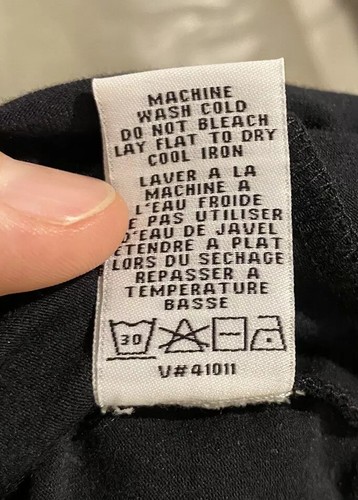 MACHINE
WASH COLD
DO NOT BLEACH
LAY FLAT TO DRY
COOL IRON
LAVER A LA
MACHINE A
L'EAU FROIDE
E PAS UTILISER
D'EAU DE JAVEL
ETENDRE A PLAT
LORS DU SECHAGE
REPASSER A
TEMPERATURE
BASSE
30
V#41011